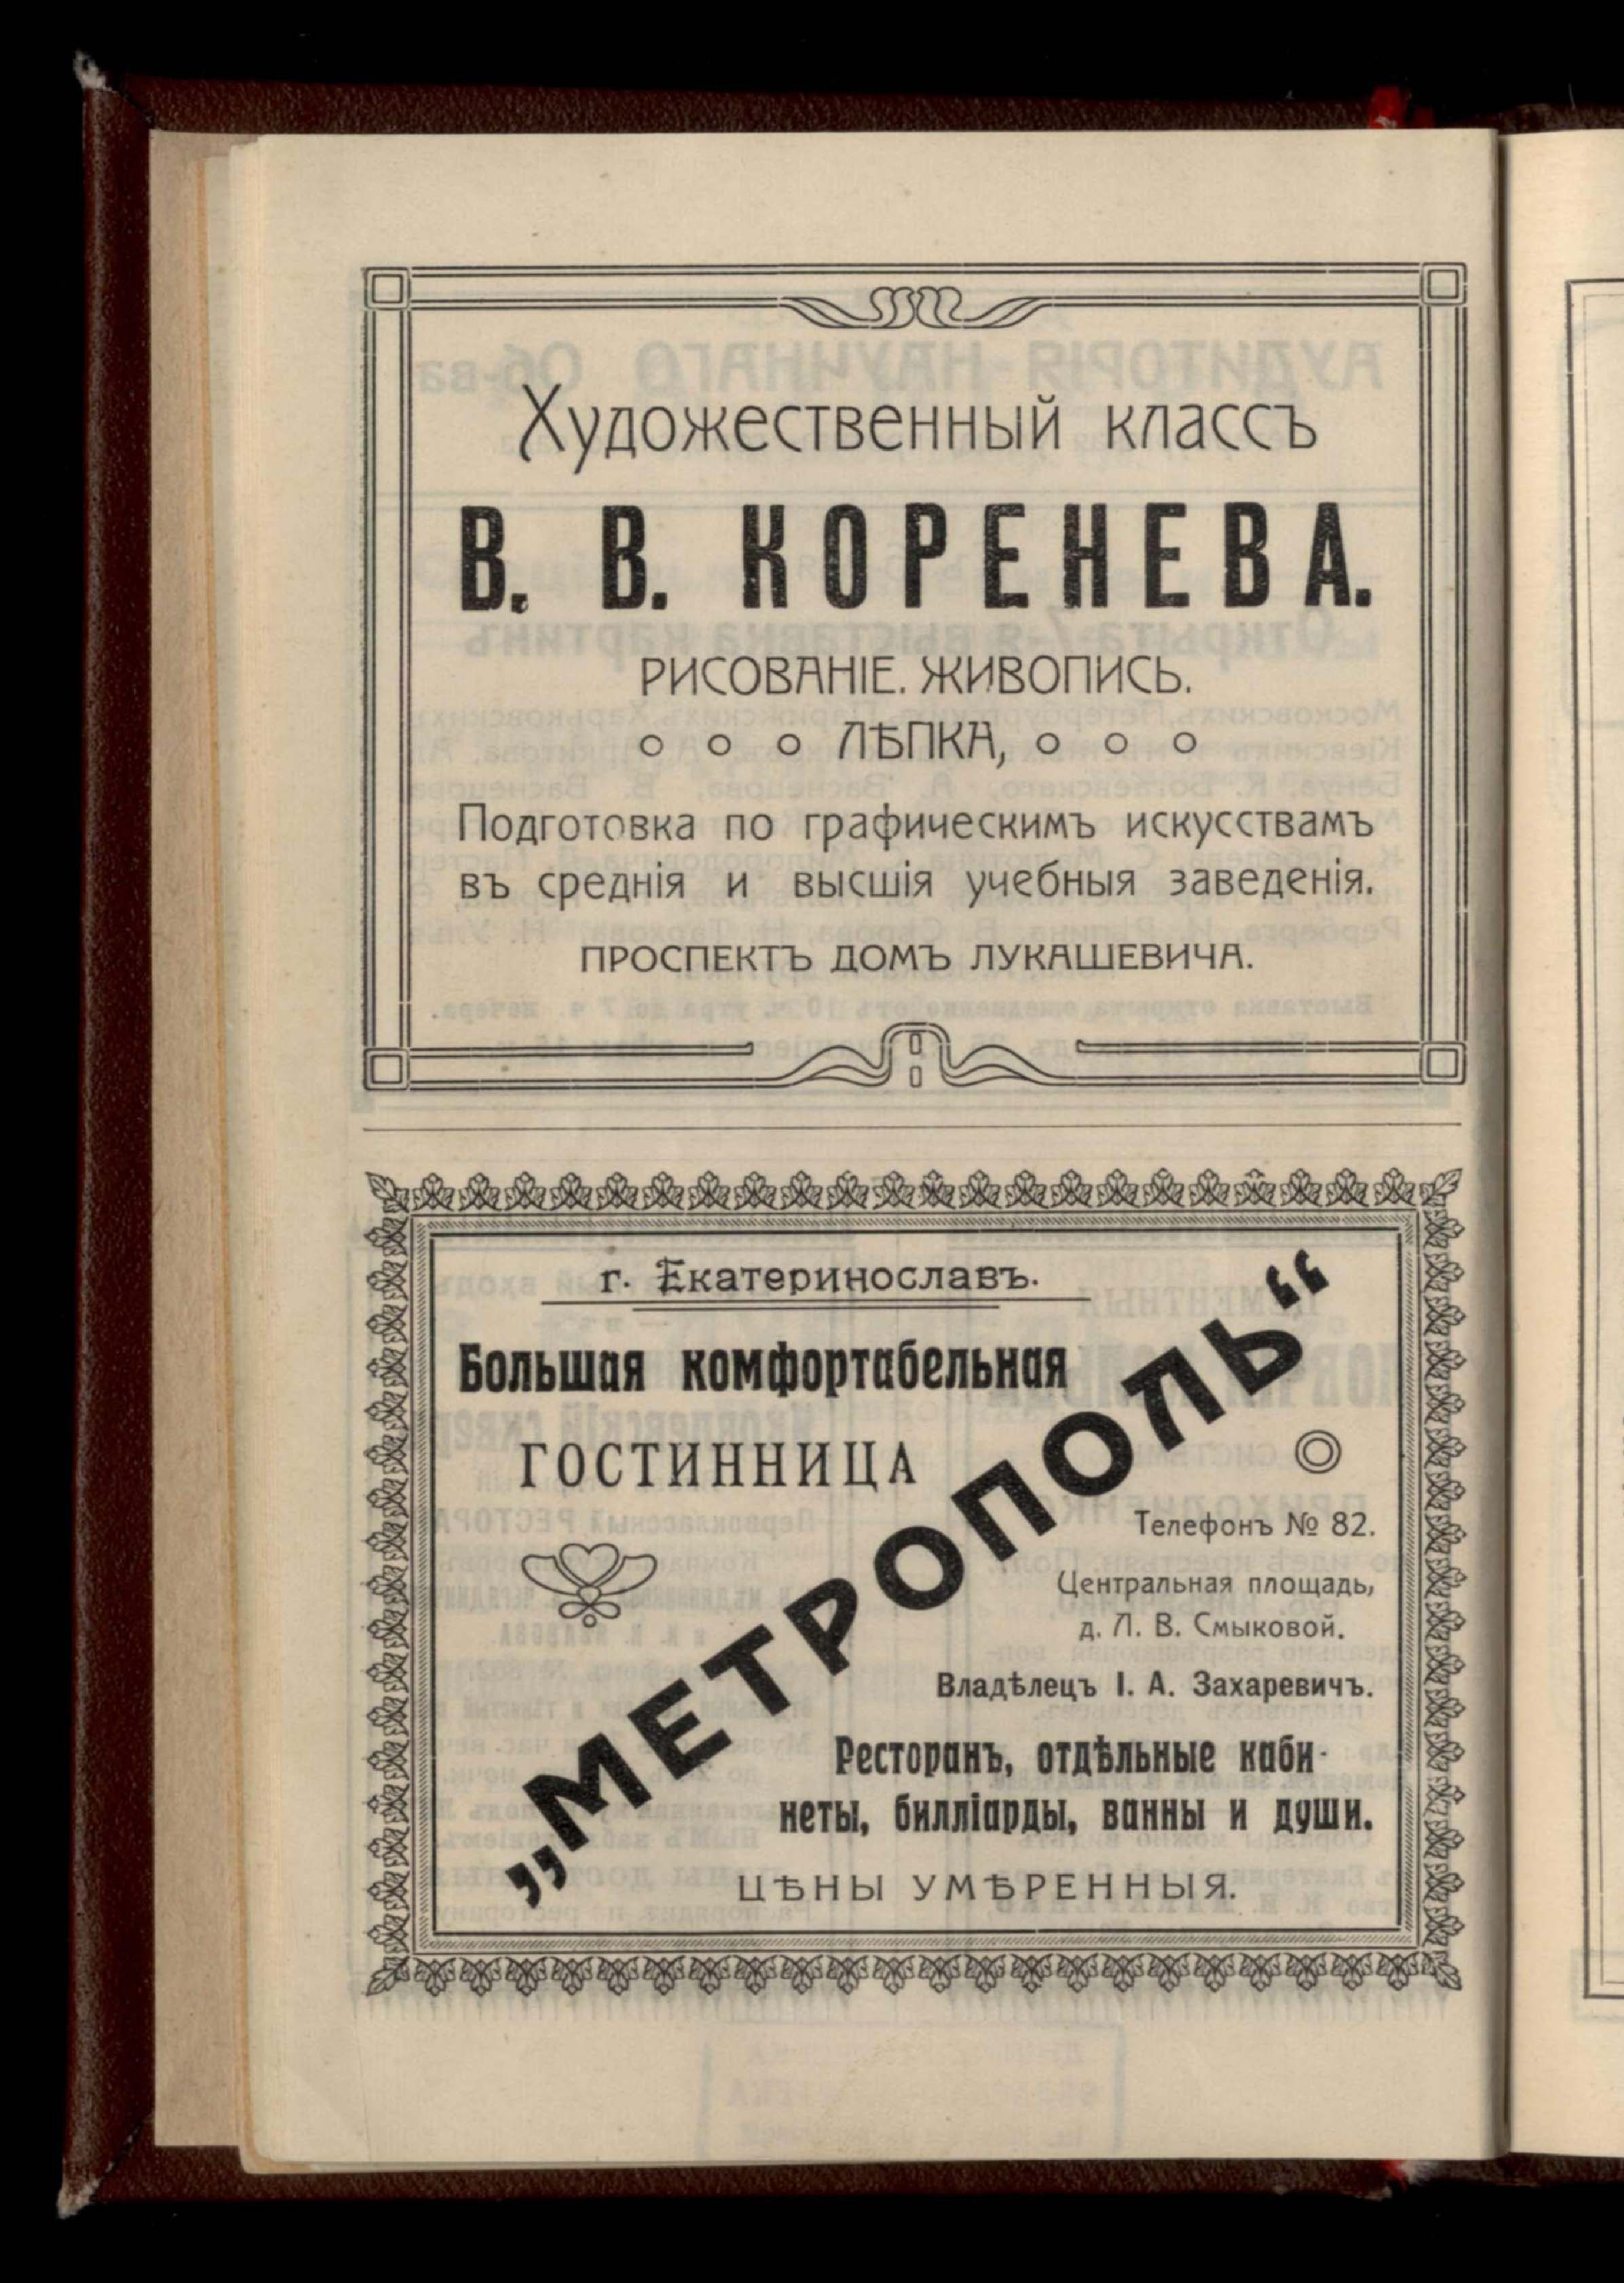 Художественный классъ
В. В. КОРЕНЕВА.
РИСОВАНІЕ. ЖИВОПИСЬ.
ЛѢПКА,
Подготовка по графическимъ искусствамъ
въ среднія и высшія учебныя заведенія.
ПРОСПЕКТЪ ДОМЪ ЛУКАШЕВИЧА.
г. Екатеринославъ.
Большая комфортабельная
ГОСТИННИЦА
„МЕТРОПОЛЬ“
Телефонъ № 82.
Центральная площадь,
д. Л. В. Смыковой.
Владѣлецъ І. А. Захаревичъ.
Ресторанъ, отдѣльные каби-
неты, билліарды, ванны и души.
ЦѢНЫ УМѢРЕННЫЯ.